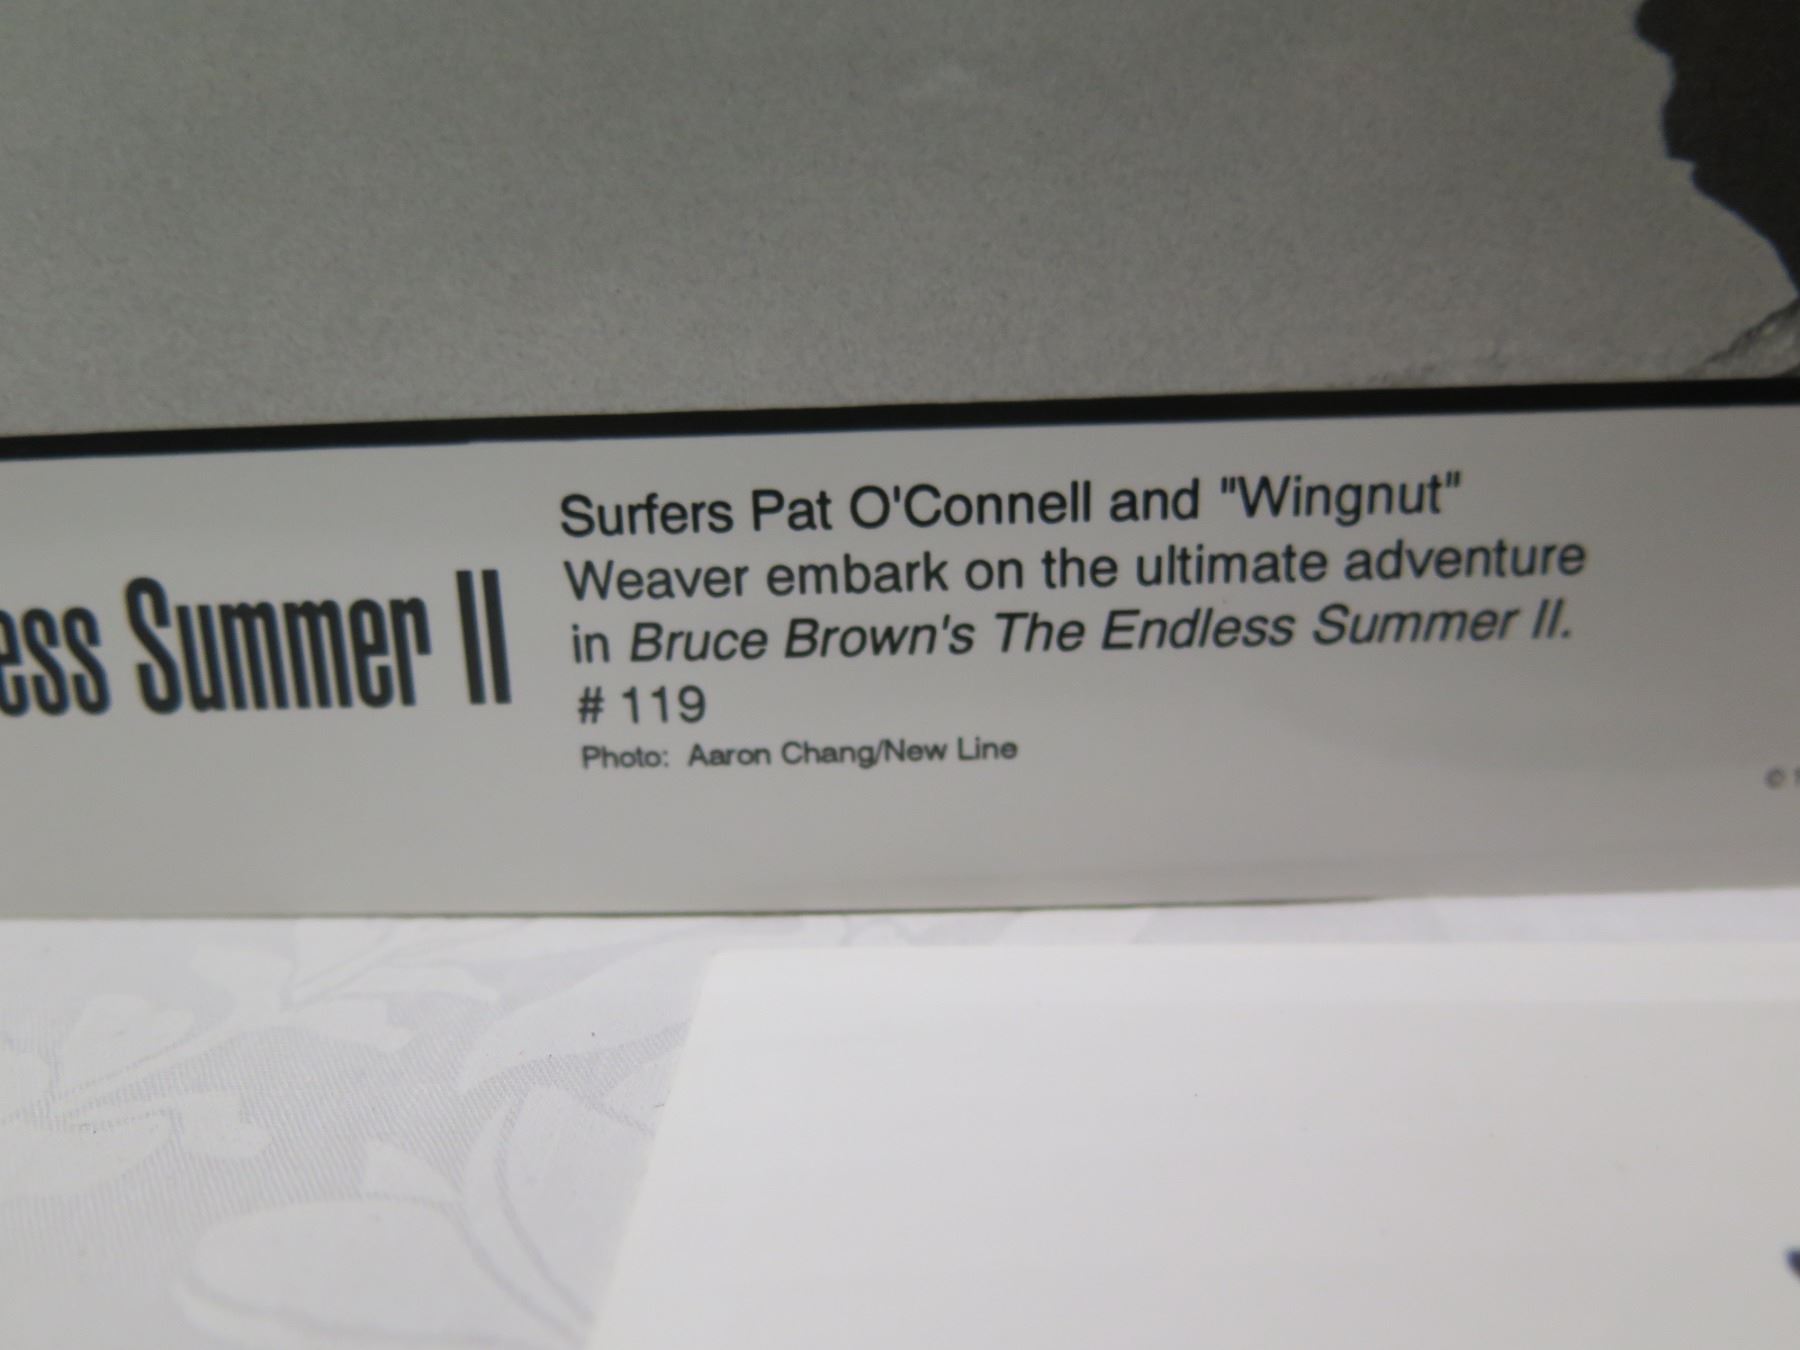 Surfers Pat O'Connell and "Wingnut"
Weaver embark on the ultimate adventure
in Bruce Brown's The Endless Summer II.
# 119
Photo: Aaron Chang/New Line
ess Summer II
©